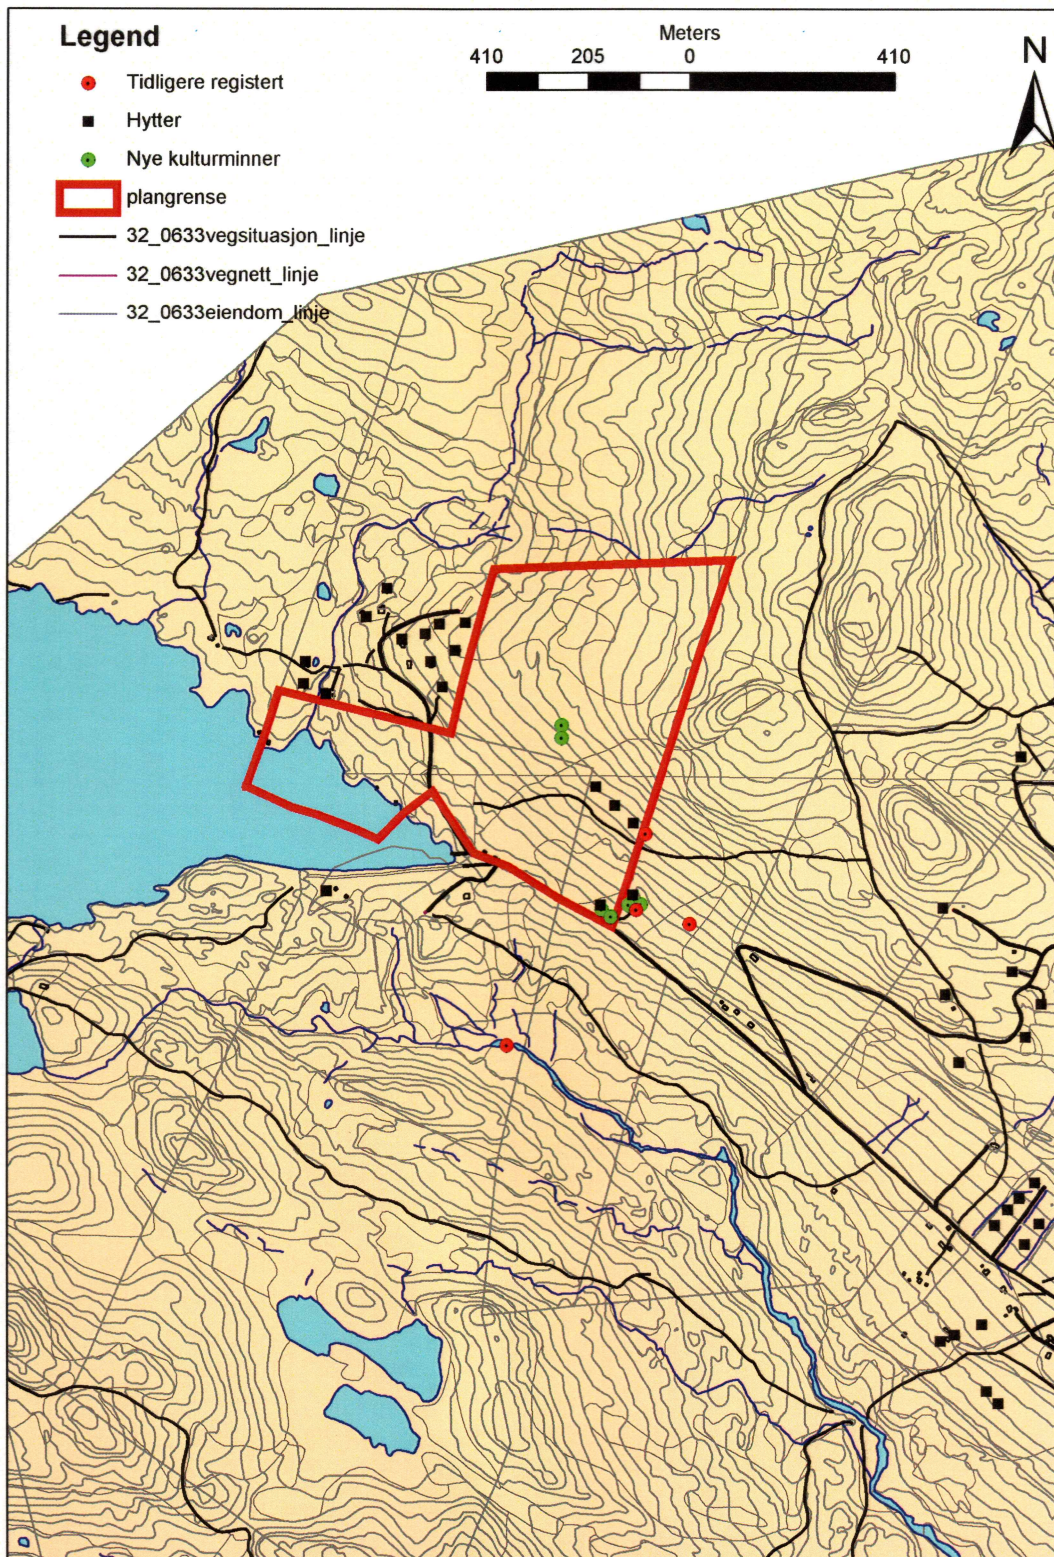 Legend
Tidligere registert
Hytter
Nye kulturminner
plangrense
32_0633vegsituasjon_linje
32_0633vegnett_linje
32_0633eiendom_linje
Meters
410 205 0 410
N